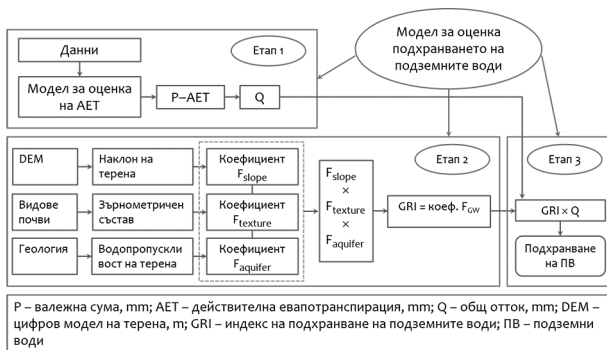 Данни
Етап 1
Модел за оценка
на АЕТ
P–АЕТ
Q
Модел за оценка
подхранването на
подземните води
DEM
Наклон на
терена
Коефициент
Fslope
Видове
почви
Зърнометричен
състав
Коефициент
Ftexture
Геология
Водопропускли
вост на терена
Коефициент
Faquifer
Fslope
×
Ftexture
×
Faquifer
Етап 2
GRI = коеф. FGW
Етап 3
GRI × Q
Подхранване
на ПВ
P – валежна сума, mm; АЕТ – действителна евапотранспирация, mm; Q – общ отток, mm; DEM –
цифров модел на терена, m; GRI – индекс на подхранване на подземните води; ПВ – подземни
води